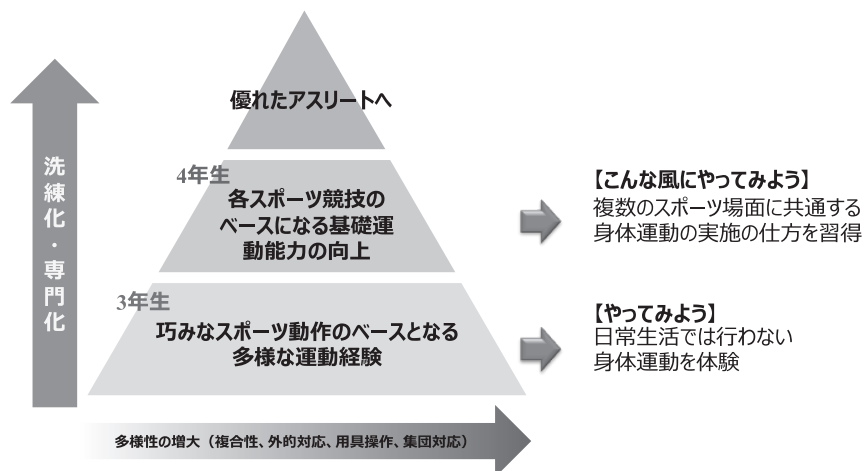 優れたアスリートへ
4年生
各スポーツ競技の
ベースになる基礎運
動能力の向上
【こんな風にやってみよう】
複数のスポーツ場面に共通する
身体運動の実施の仕方を習得
3年生
巧みなスポーツ動作のベースとなる
多様な運動経験
【やってみよう】
日常生活では行わない
身体運動を体験
洗練化・専門化
多様性の増大（複合性、外的対応、用具操作、集団対応）